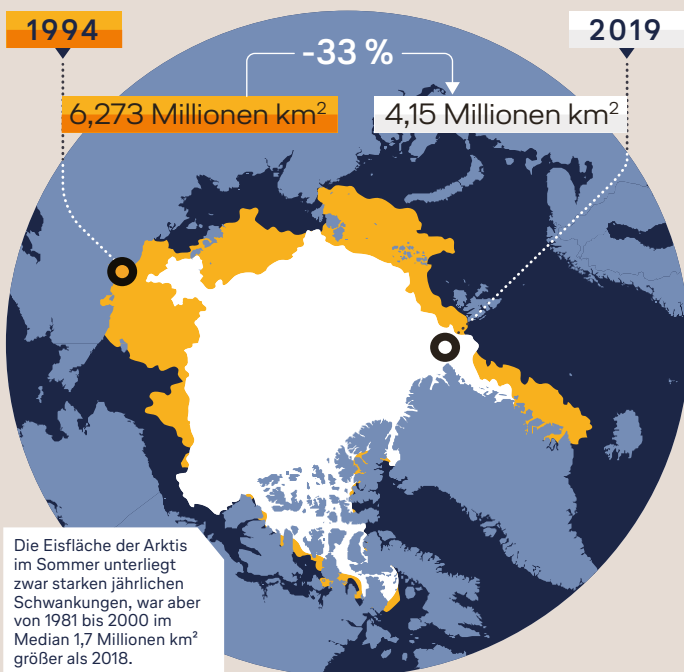 1994
2019
-33 %
6,273 Millionen km²
4,15 Millionen km²
Die Eisfläche der Arktis
im Sommer unterliegt
zwar starken jährlichen
Schwankungen, war aber
von 1981 bis 2000 im
Median 1,7 Millionen km²
größer als 2018.